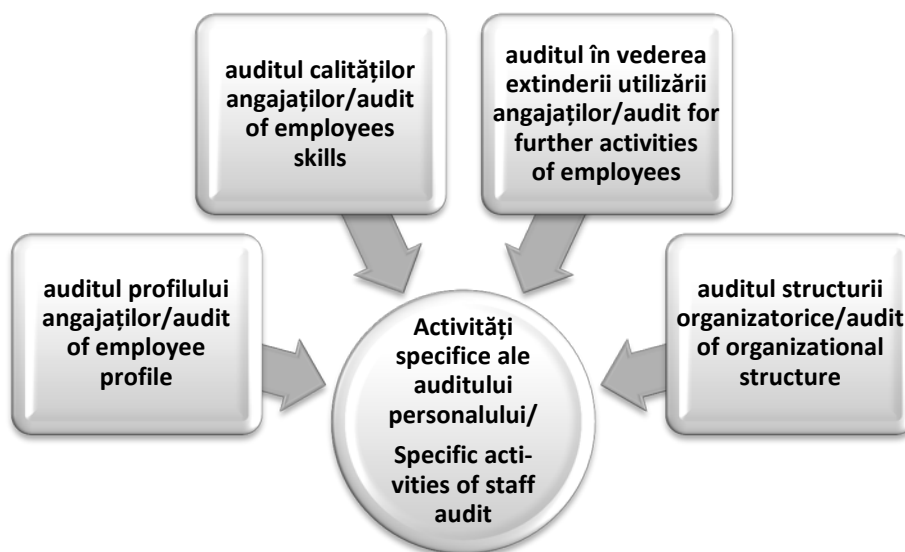 auditul calităților
angajaților/audit
of employees
skills
auditul în vederea
extinderii utilizării
angajaților/audit for
further activities
of employees
auditul profilului
angajaților/audit
of employee
profile
auditul structurii
organizatorice/audit
of organizational
structure
Activități
specifice ale
auditului
personalului/
Specific acti-
vities of staff
audit